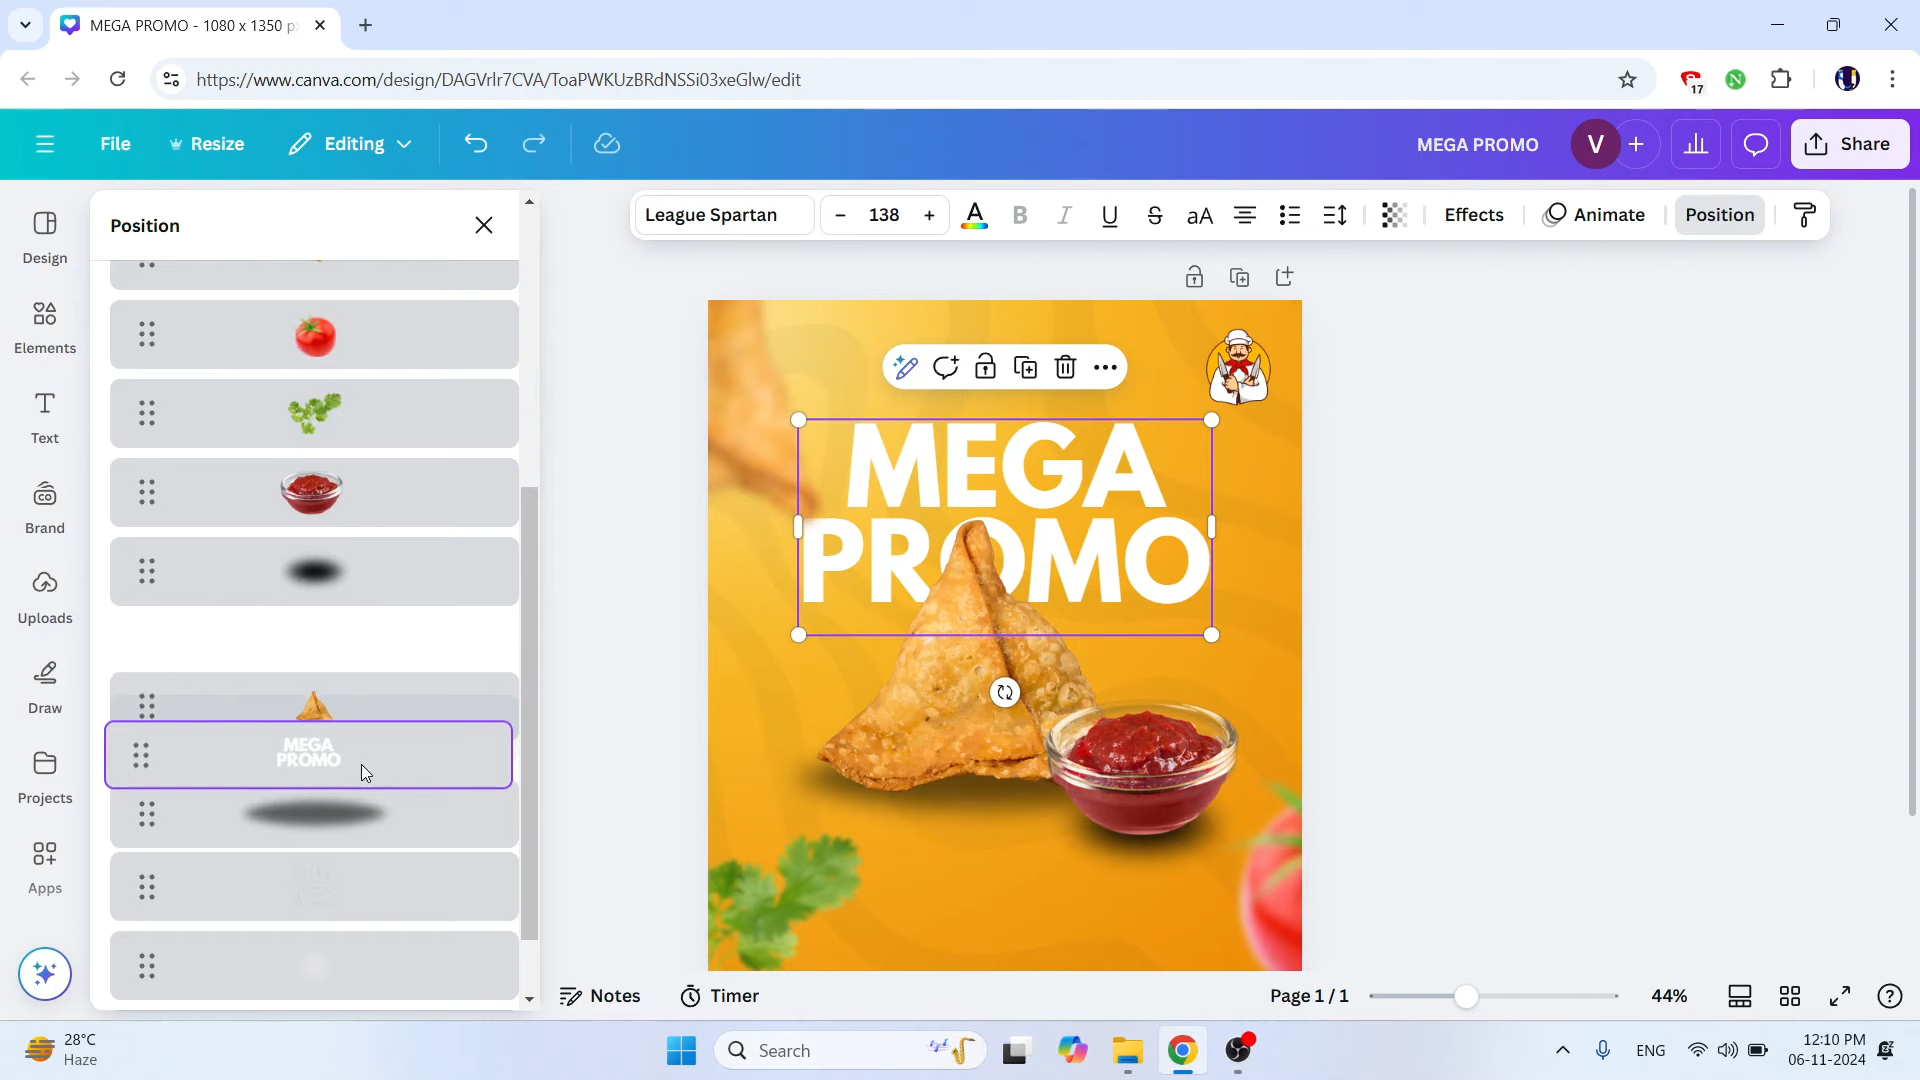 MEGA PROMO - 1080 x 1350 p
https://www.canva.com/design/DAGVrlr7CVA/ToaPWKUzBRdNSSi03xeGlw/edit
17
N
File
Resize
Editing
MEGA PROMO
V
Share
Design
Elements
Text
Brand
Uploads
Draw
Projects
Apps
Position
MEGA
PROMO
League Spartan
- 138 +
A
B
I
U
S
aA
Effects
Animate
Position
MEGA
PROMO
Notes
Timer
Page 1 / 1
44%
28°C
Haze
Search
ENG
12:10 PM
06-11-2024